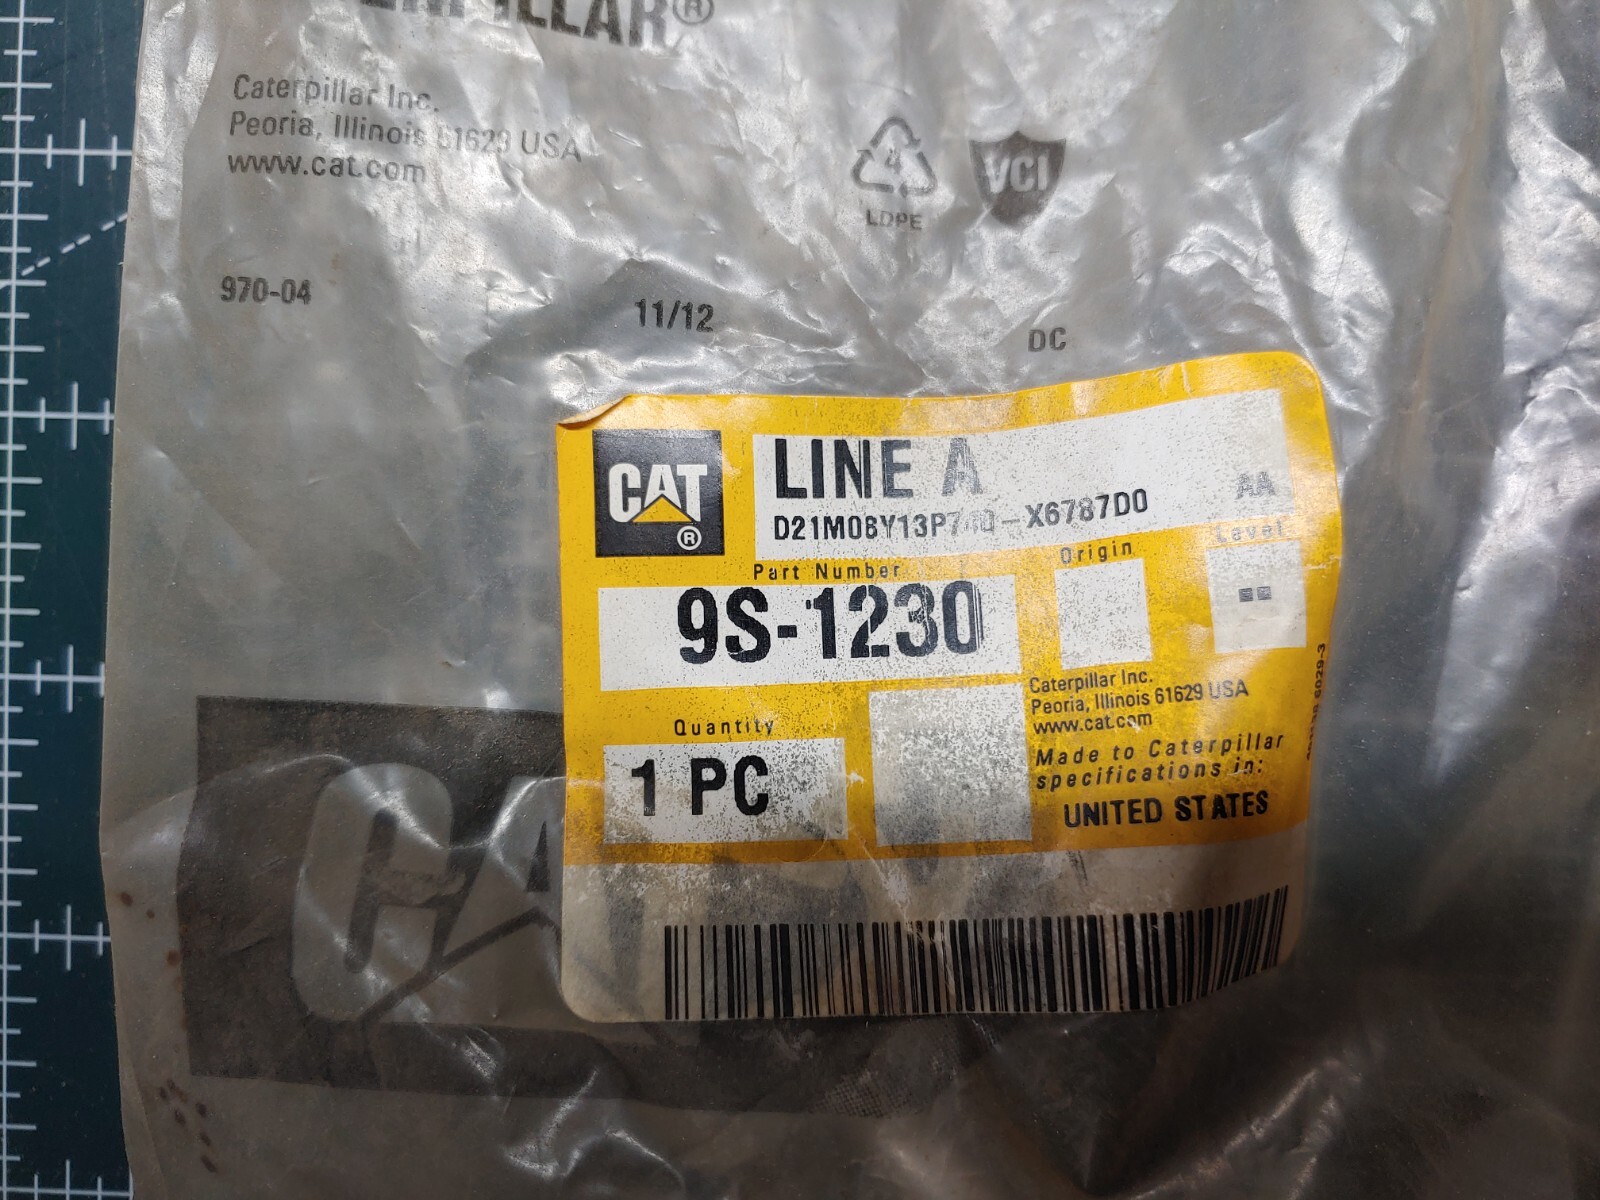 Caterpillar Inc.
Peoria, Illinois 61629 USA
www.cat.com
4
LDPE
VCI
970-04
11/12
DC
CAT
®
LINE A
AA
Part Number
Origin
Level
9S-1230
Caterpillar Inc.
Peoria, Illinois 61629 USA
www.cat.com
Quantity
1 PC
Made to Caterpillar
specifications in:
UNITED STATES